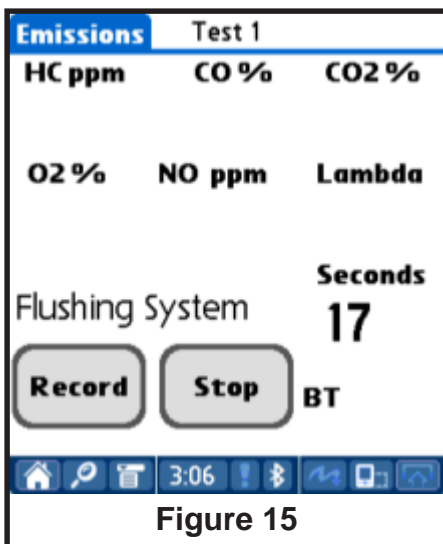 Emissions Test 1
HC ppm CO % CO2 %
O2 % NO ppm Lambda
Seconds
Flushing System 17
Record Stop BT
3:06
Figure 15